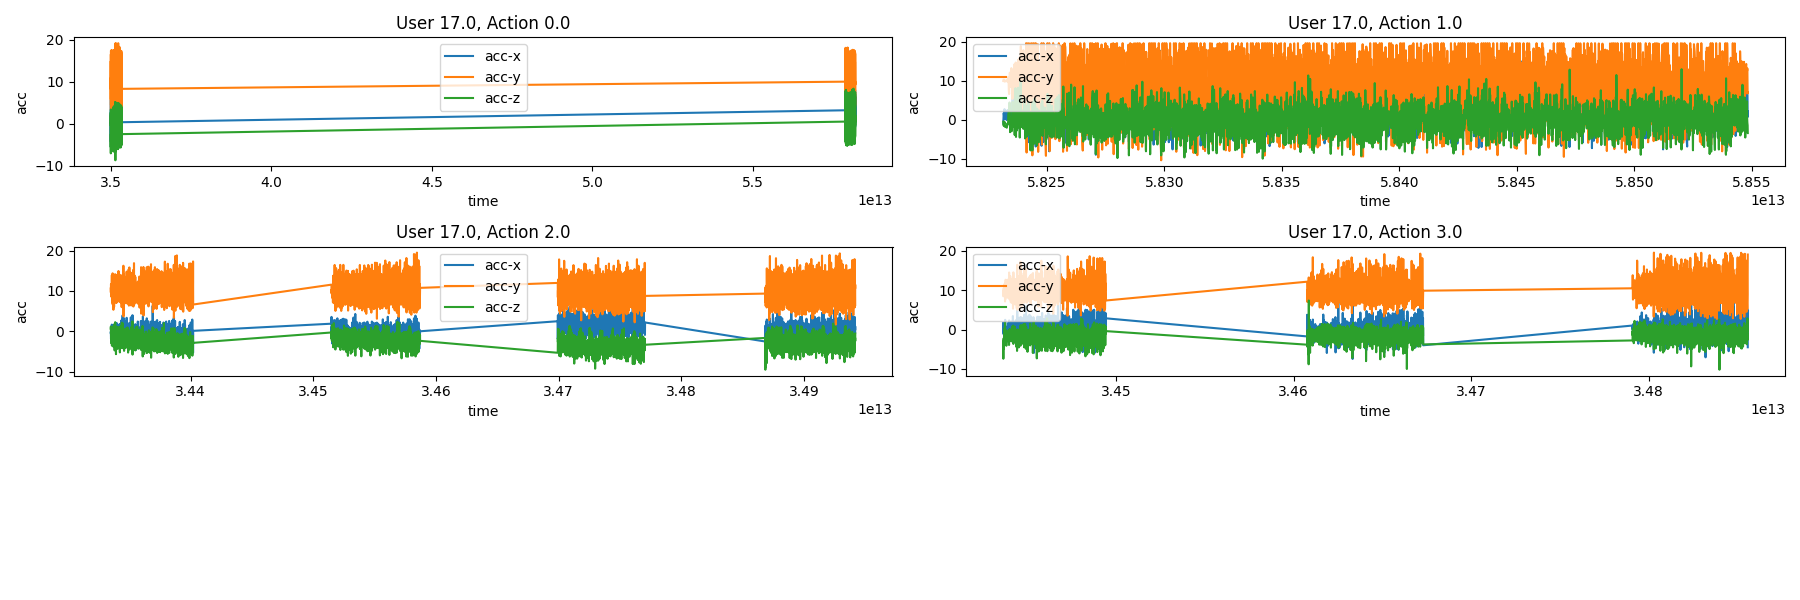 User 17.0, Action 0.0
acc
20
10
0
−10
acc-x
acc-y
acc-z
3.5
4.0
4.5
5.0
5.5
1e13
time
User 17.0, Action 1.0
acc
20
10
0
−10
acc-x
acc-y
acc-z
5.825
5.830
5.835
5.840
5.845
5.850
5.855
1e13
time
User 17.0, Action 2.0
acc
20
10
0
−10
acc-x
acc-y
acc-z
3.44
3.45
3.46
3.47
3.48
3.49
1e13
time
User 17.0, Action 3.0
acc
20
10
0
−10
acc-x
acc-y
acc-z
3.45
3.46
3.47
3.48
1e13
time